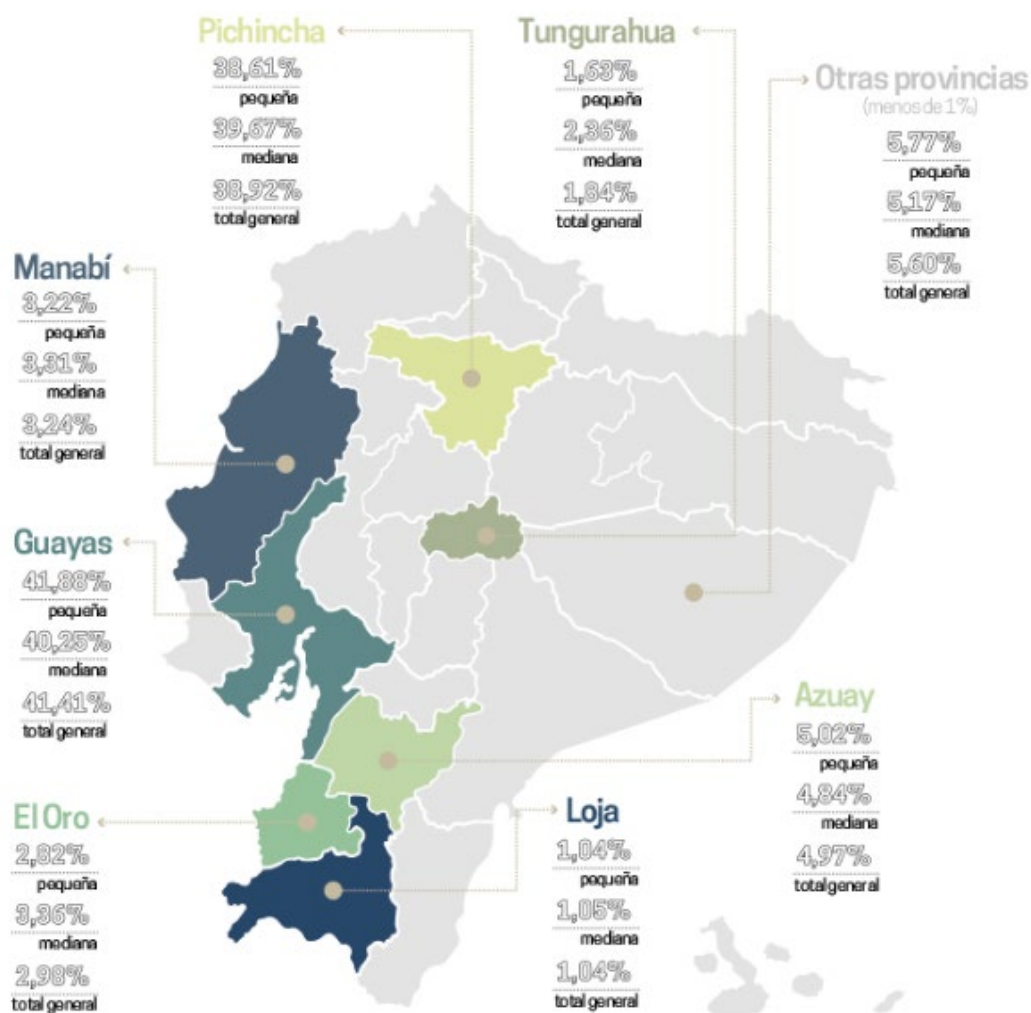 Pichincha
38,61%
pequeña
39,67%
mediana
38,92%
total general
Tungurahua
1,63%
pequeña
2,36%
mediana
1,84%
total general
Otras provincias
(menos de 1%)
5,77%
pequeña
5,17%
mediana
5,60%
total general
Manabí
3,22%
pequeña
3,31%
mediana
3,24%
total general
Guayas
41,88%
pequeña
40,25%
mediana
41,41%
total general
Azuay
5,02%
pequeña
4,84%
mediana
4,97%
total general
El Oro
2,82%
pequeña
3,36%
mediana
2,98%
total general
Loja
1,04%
pequeña
1,05%
mediana
1,04%
total general